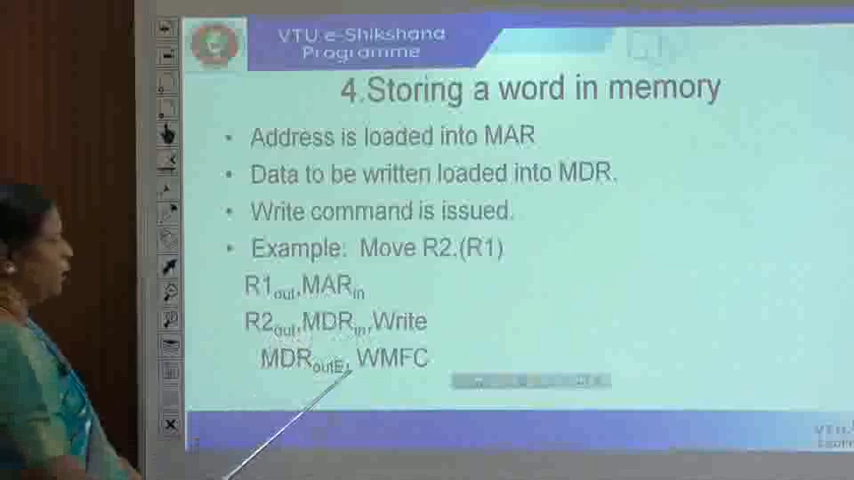 VTU e-Shikshana
Programme
4.Storing a word in memory
• Address is loaded into MAR
• Data to be written loaded into MDR.
• Write command is issued.
• Example: Move R2,(R1)
R1out,MARin
R2out,MDRin,Write
MDRoutE, WMFC